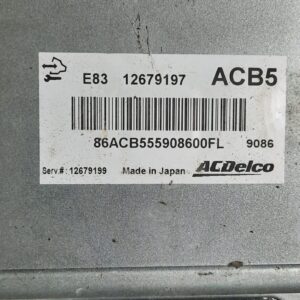 E83 12679197 ACB5
86ACB555908600FL 9086
Serv.#: 12679199 Made in Japan ACDelco